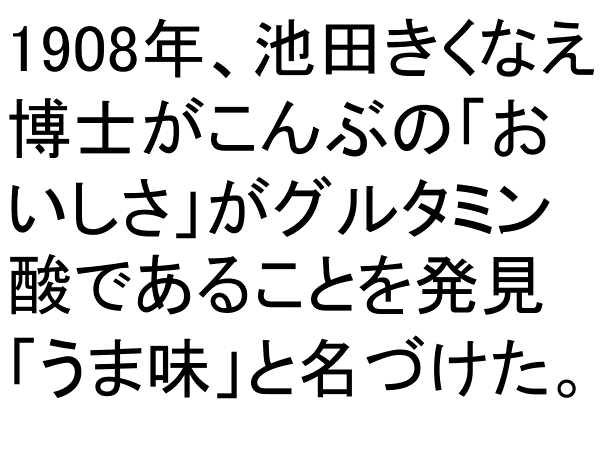 1908年、池田きくなえ
博士がこんぶの「お
いしさ」がグルタミン
酸であることを発見
「うま味」と名づけた。